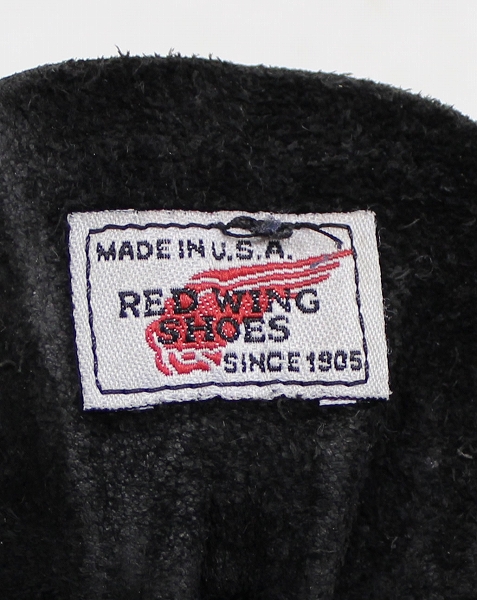 MADE IN U.S.A.
RED WING
SHOES
SINCE 1905